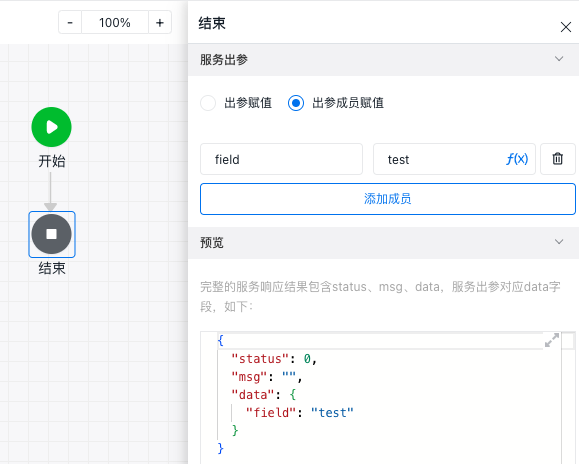 - 100% +
开始
结束
结束
服务出参
出参赋值 出参成员赋值
field test ƒ(x)
添加成员
预览
完整的服务响应结果包含status、msg、data，服务出参对应data字
段，如下：
{
"status": 0,
"msg": "",
"data": {
"field": "test"
}
}